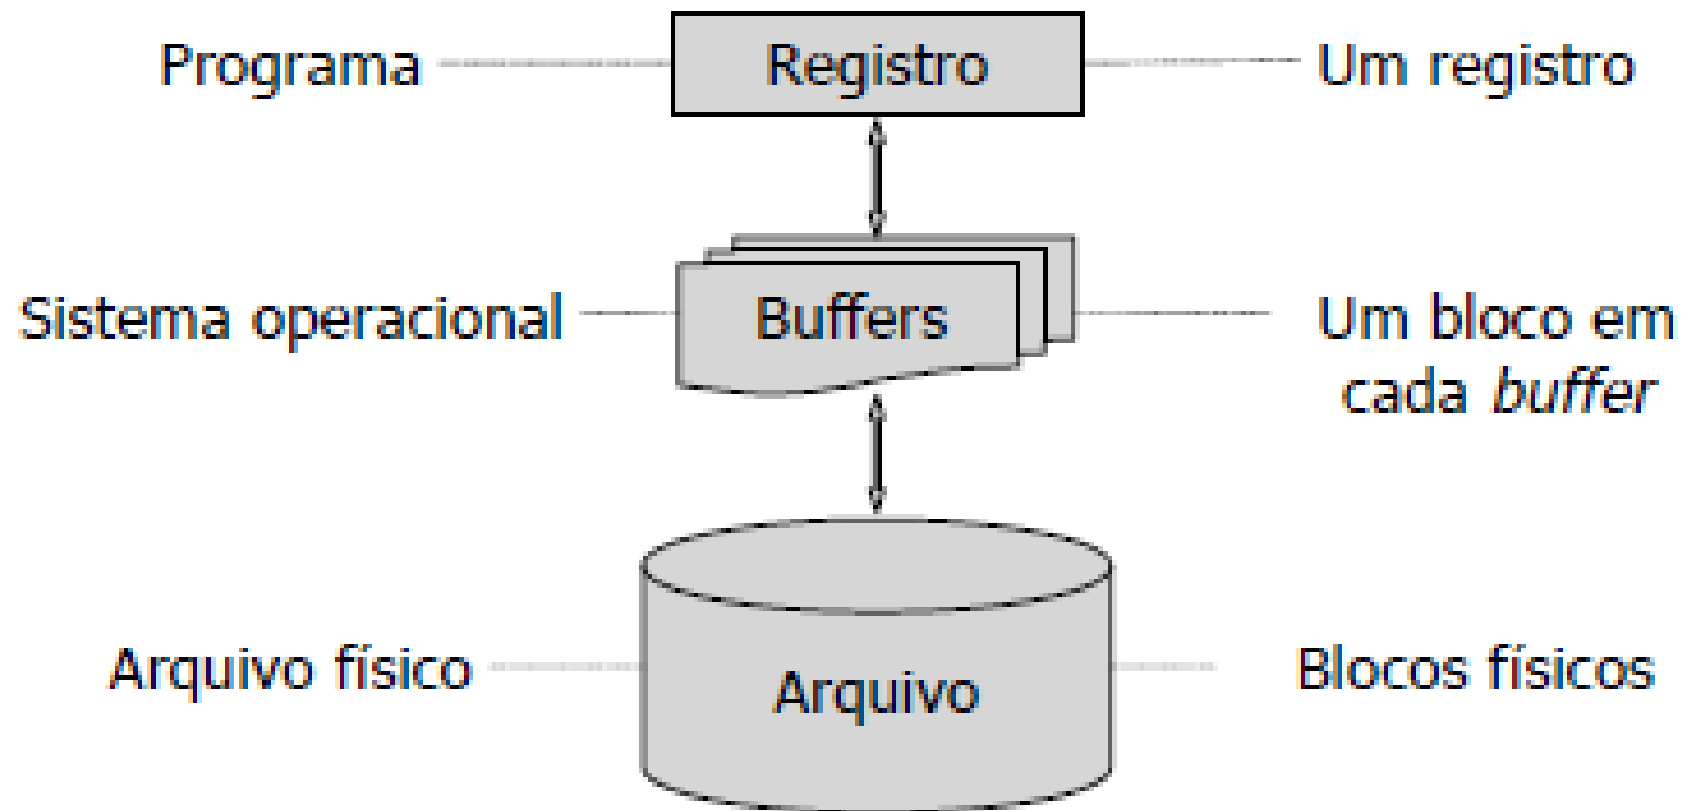 Programa
Registro
Um registro
Sistema operacional
Buffers
Um bloco em
cada buffer
Arquivo físico
Arquivo
Blocos físicos